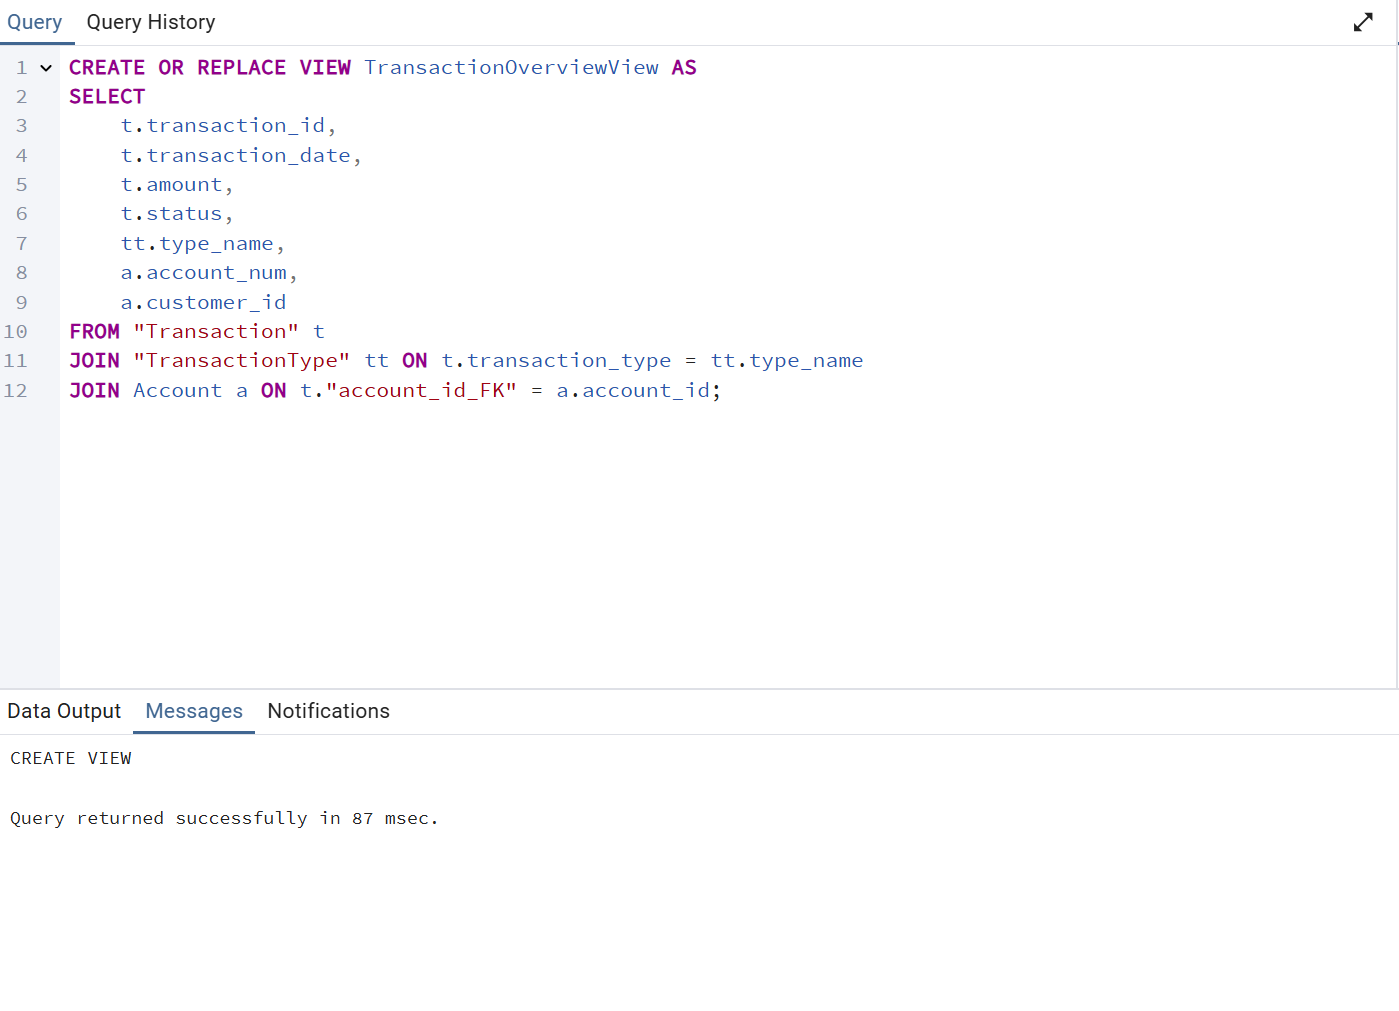 Query Query History
1 CREATE OR REPLACE VIEW TransactionOverviewView AS
2 SELECT
3 t.transaction_id,
4 t.transaction_date,
5 t.amount,
6 t.status,
7 tt.type_name,
8 a.account_num,
9 a.customer_id
10 FROM "Transaction" t
11 JOIN "TransactionType" tt ON t.transaction_type = tt.type_name
12 JOIN Account a ON t."account_id_FK" = a.account_id;
Data Output Messages Notifications
CREATE VIEW
Query returned successfully in 87 msec.